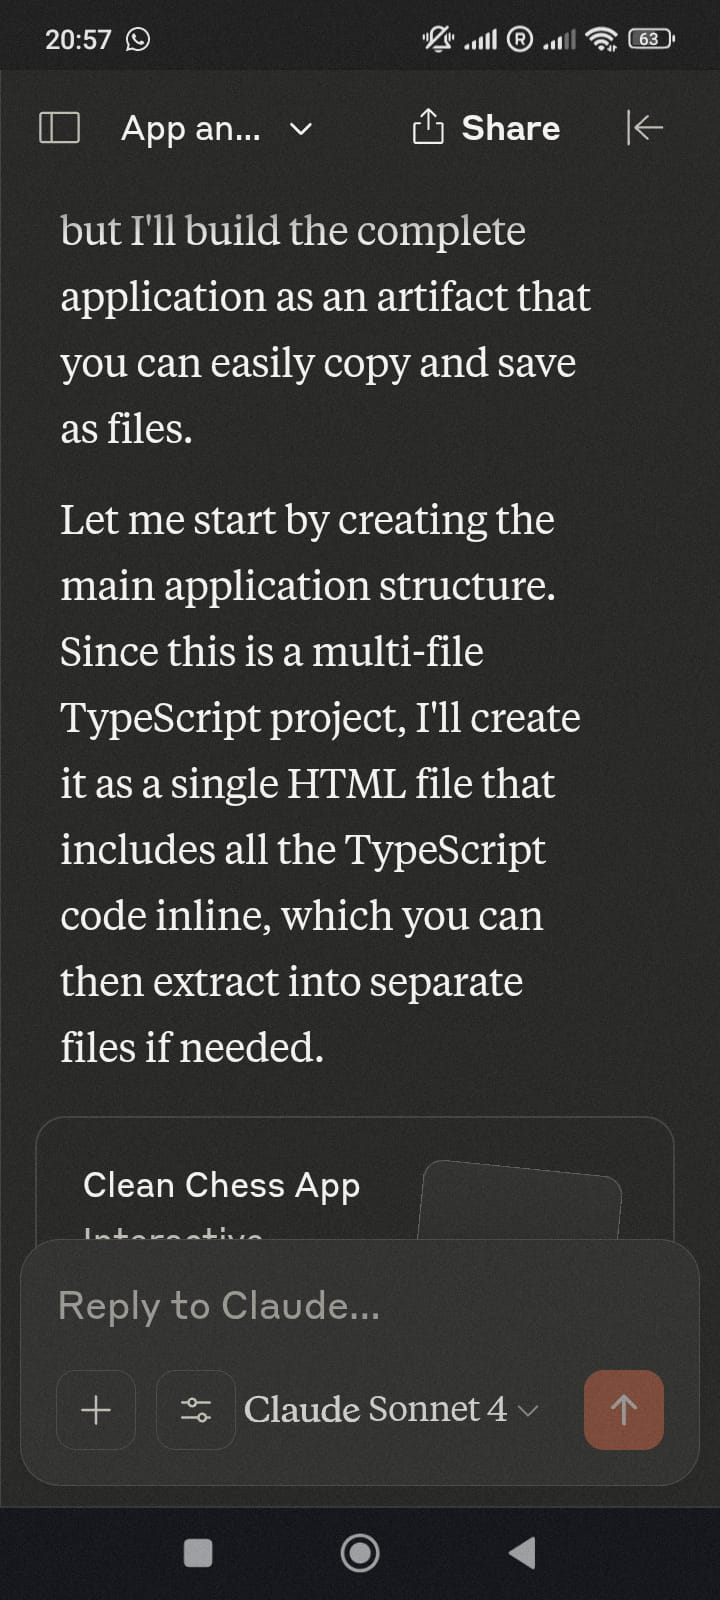 20:57
63
App an...
Share
but I'll build the complete
application as an artifact that
you can easily copy and save
as files.
Let me start by creating the
main application structure.
Since this is a multi-file
TypeScript project, I'll create
it as a single HTML file that
includes all the TypeScript
code inline, which you can
then extract into separate
files if needed.
Clean Chess App
Interactive
Reply to Claude...
Claude Sonnet 4